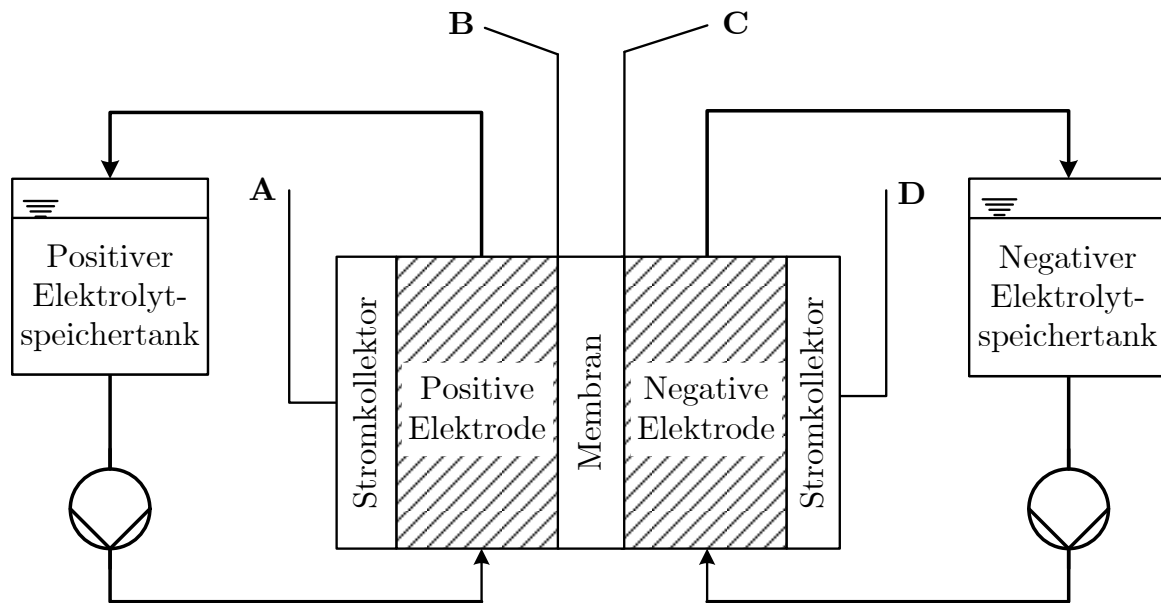 B
C
A
D
Positiver
Elektrolyt-
speichertank
Negativer
Elektrolyt-
speichertank
Stromkollektor
Positive
Elektrode
Membran
Negative
Elektrode
Stromkollektor